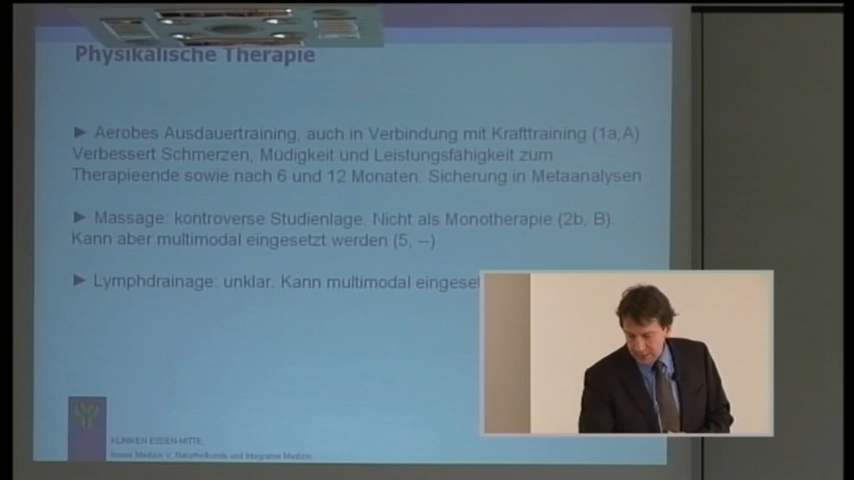 Physikalische Therapie
► Aerobes Ausdauertraining, auch in Verbindung mit Krafttraining (1a,A)
Verbessert Schmerzen, Müdigkeit und Leistungsfähigkeit zum
Therapieende sowie nach 6 und 12 Monaten. Sicherung in Metaanalysen
► Massage: kontroverse Studienlage. Nicht als Monotherapie (2b, B).
Kann aber multimodal eingesetzt werden (5, --)
► Lymphdrainage: unklar. Kann multimodal eingeset
KLINIKEN ESSEN MITTE,
Innere Medizin V, Naturheilkunde und Integrative Medizin